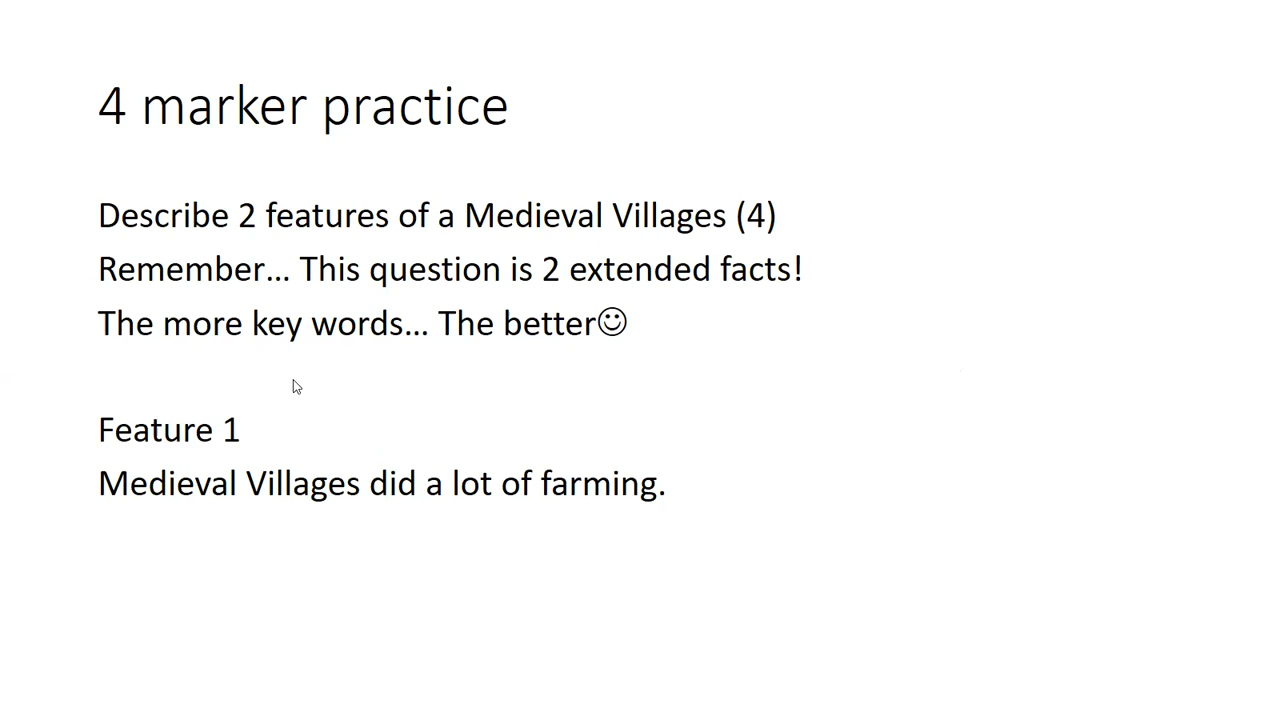 4 marker practice
Describe 2 features of a Medieval Villages (4)
Remember... This question is 2 extended facts!
The more key words... The better☺
Feature 1
Medieval Villages did a lot of farming.